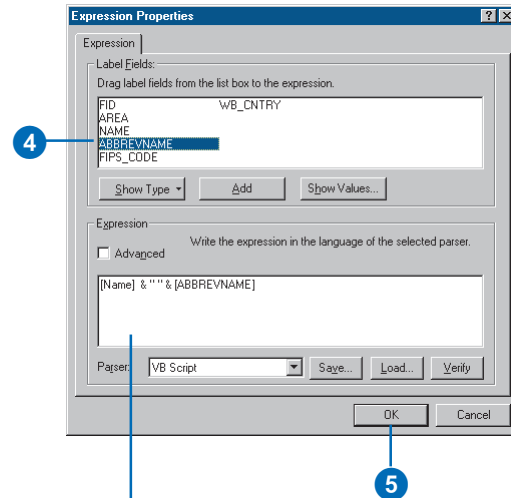 Expression Properties
Expression
Label Fields:
Drag label fields from the list box to the expression.
FID WB_CNTRY
AREA
NAME
4 ABBREVNAME
FIPS_CODE
Show Type Add Show Values...
Expression
Advanced Write the expression in the language of the selected parser.
[Name] & " " & [ABBREVNAME]
Parser: VB Script Save... Load... Verify
OK Cancel
5